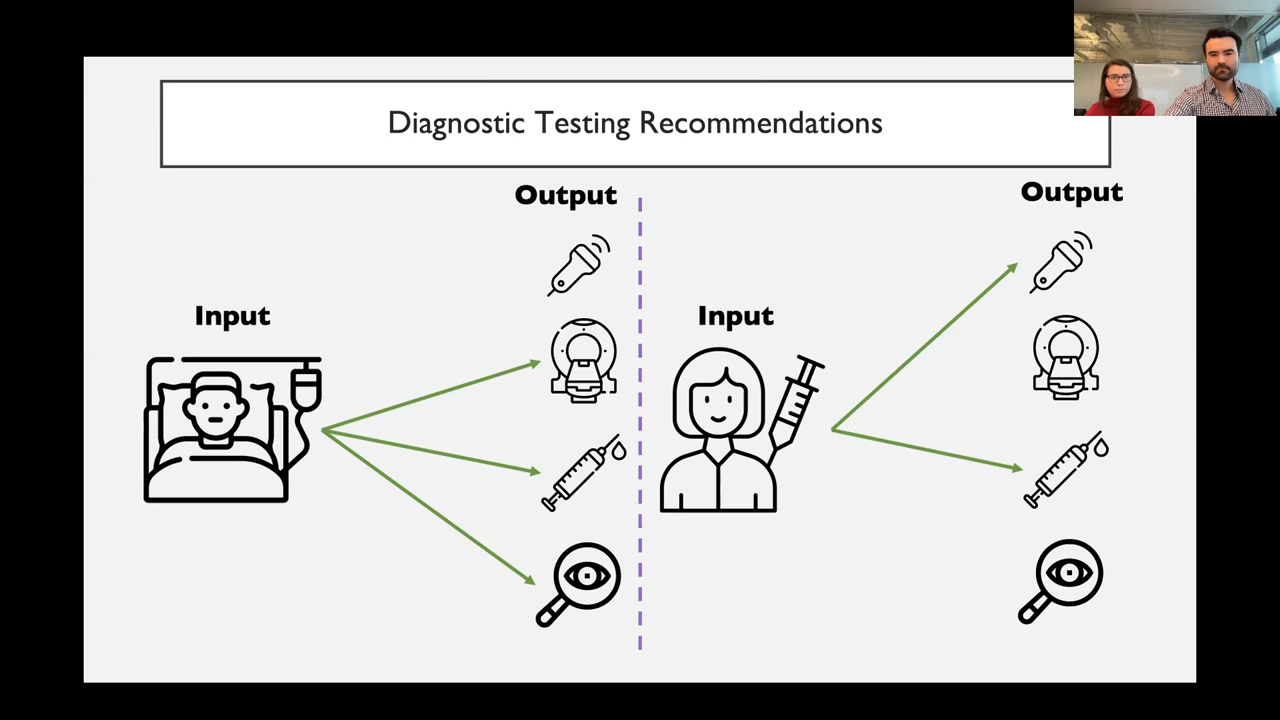 Diagnostic Testing Recommendations
Output
Input
Output
Input